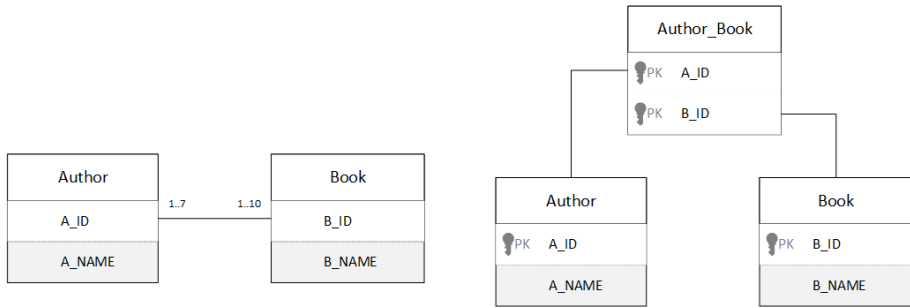 Author
A_ID
A_NAME
1..7
1..10
Book
B_ID
B_NAME
Author_Book
PK A_ID
PK B_ID
Author
PK A_ID
A_NAME
Book
PK B_ID
B_NAME